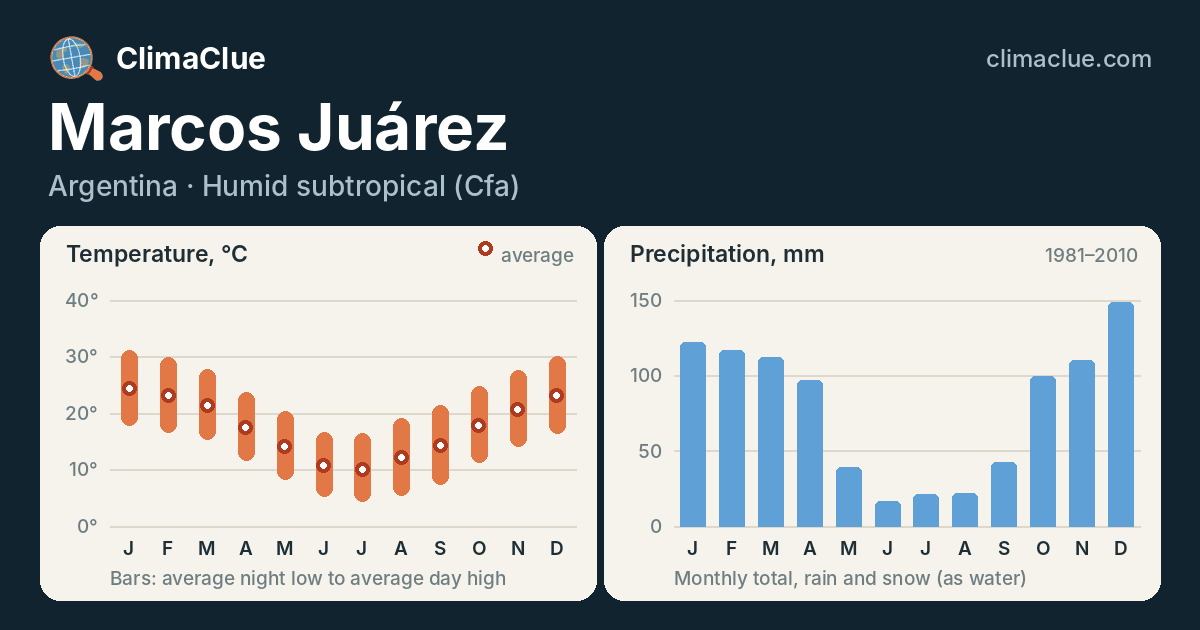 ClimaClue
climaclue.com
Marcos Juárez
Argentina · Humid subtropical (Cfa)
Temperature, °C
average
40°
30°
20°
10°
0°
J F M A M J J A S O N D
Bars: average night low to average day high
Precipitation, mm
1981–2010
150
100
50
0
J F M A M J J A S O N D
Monthly total, rain and snow (as water)